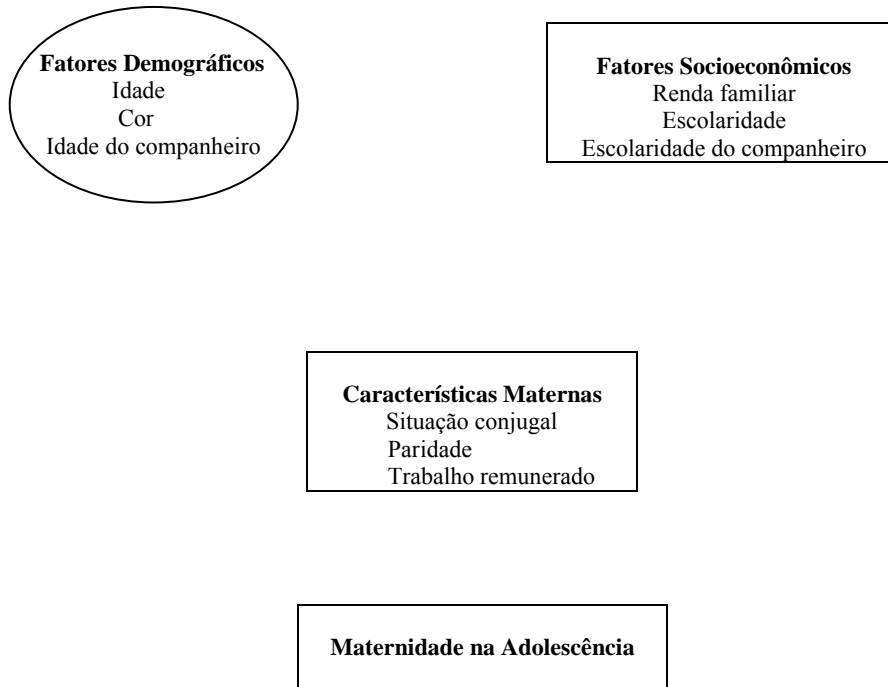 Fatores Demográficos
Idade
Cor
Idade do companheiro
Fatores Socioeconômicos
Renda familiar
Escolaridade
Escolaridade do companheiro
Características Maternas
Situação conjugal
Paridade
Trabalho remunerado
Maternidade na Adolescência